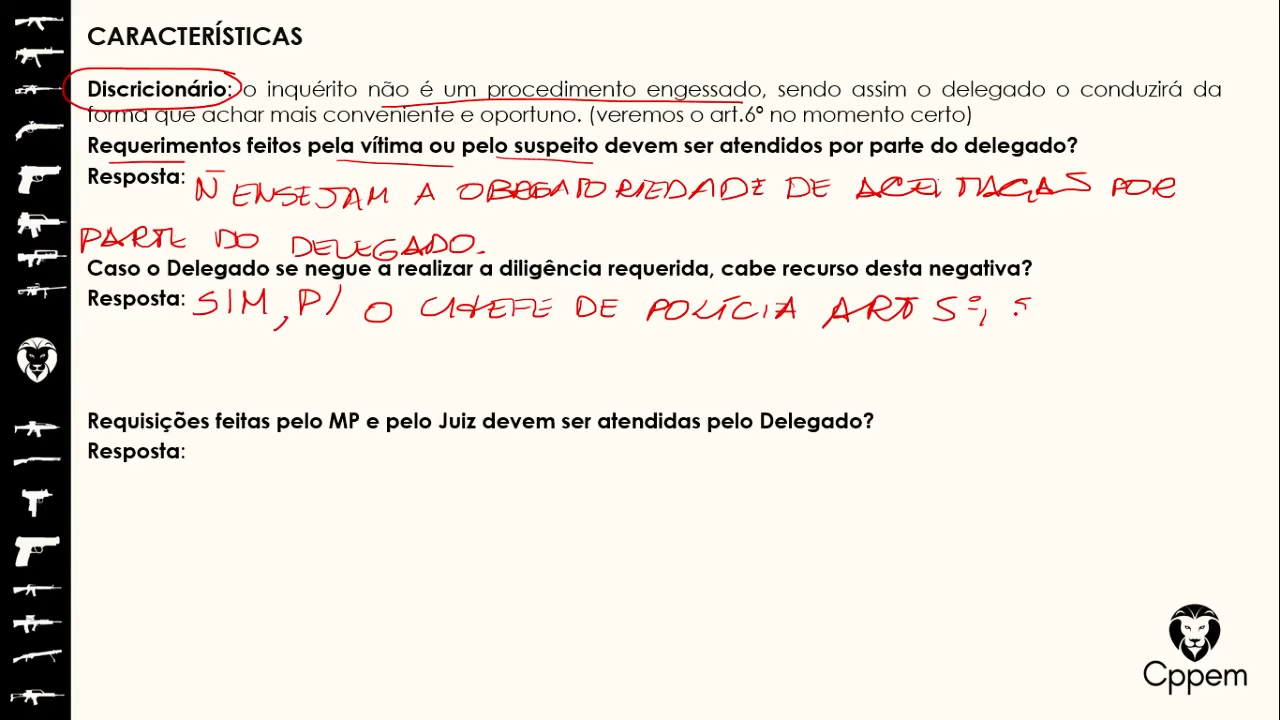 CARACTERÍSTICAS
Discricionário: o inquérito não é um procedimento engessado, sendo assim o delegado o conduzirá da
forma que achar mais conveniente e oportuno. (veremos o art.6º no momento certo)
Requerimentos feitos pela vítima ou pelo suspeito devem ser atendidos por parte do delegado?
Resposta: Ñ ENSEJAM A OBRGATORIEDADE DE ACEITAÇAS POR
PARTE DO DELEGADO.
Caso o Delegado se negue a realizar a diligência requerida, cabe recurso desta negativa?
Resposta: SIM, P/ O CHEFE DE POLÍCIA ART 5º,
Requisições feitas pelo MP e pelo Juiz devem ser atendidas pelo Delegado?
Resposta:
Cppem